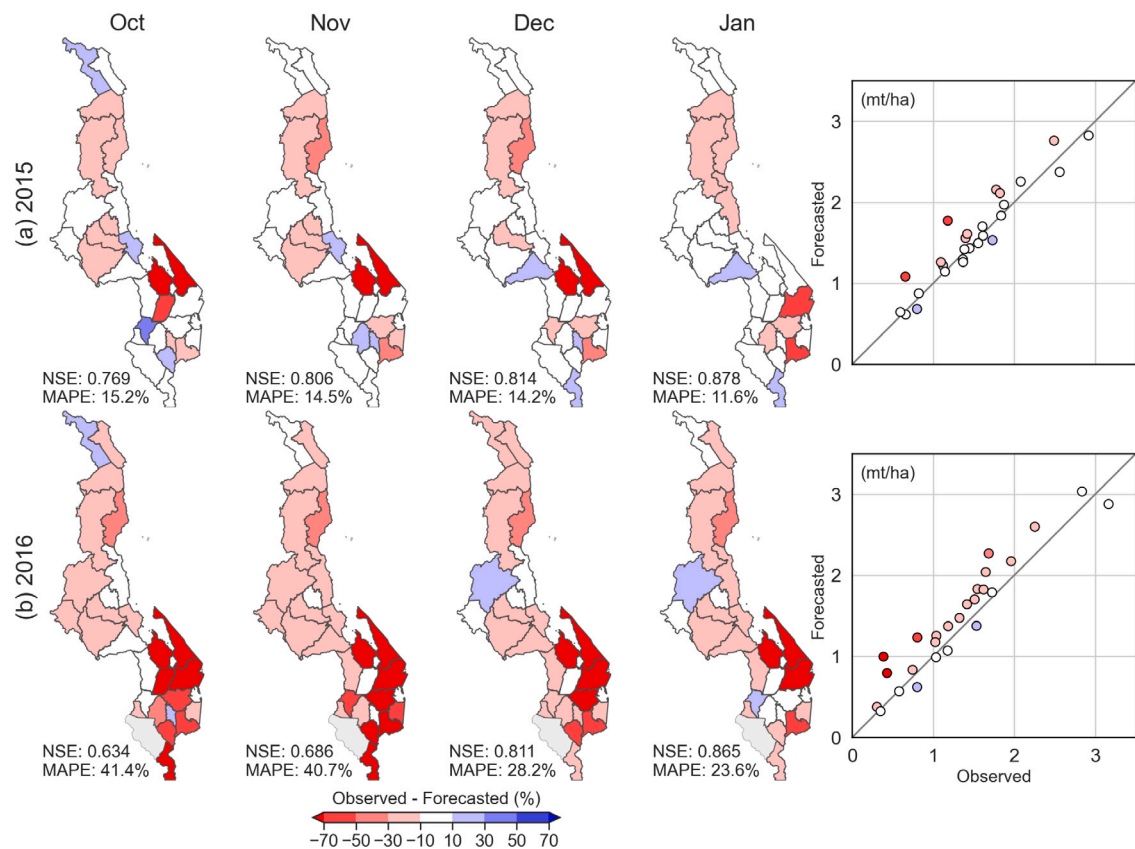 Oct Nov Dec Jan
(a) 2015
NSE: 0.769
MAPE: 15.2%
NSE: 0.806
MAPE: 14.5%
NSE: 0.814
MAPE: 14.2%
NSE: 0.878
MAPE: 11.6%
(mt/ha)
Forecasted
3
2
1
0
(b) 2016
NSE: 0.634
MAPE: 41.4%
NSE: 0.686
MAPE: 40.7%
NSE: 0.811
MAPE: 28.2%
NSE: 0.865
MAPE: 23.6%
(mt/ha)
Forecasted
3
2
1
0
0 1 2 3
Observed
Observed - Forecasted (%)
−70 −50 −30 −10 10 30 50 70